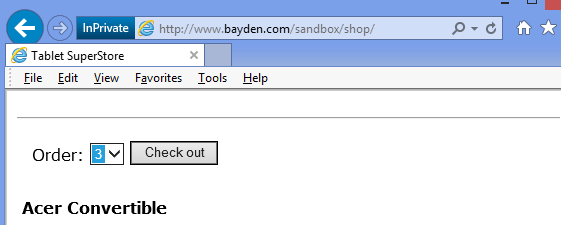 InPrivate http://www.bayden.com/sandbox/shop/
Tablet SuperStore
File Edit View Favorites Tools Help
Order: 3 Check out
Acer Convertible